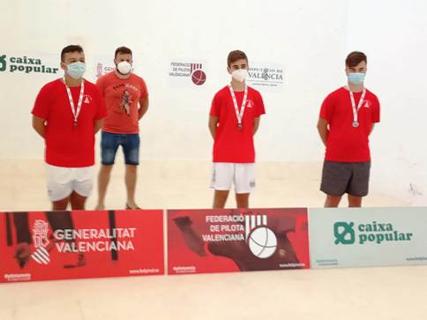 caixa
popular
FEDERACIÓ
DE PILOTA
VALENCIANA
VALÈNCIA
GENERALITAT
VALENCIANA
FEDERACIÓ
DE PILOTA
VALENCIANA
caixa
popular